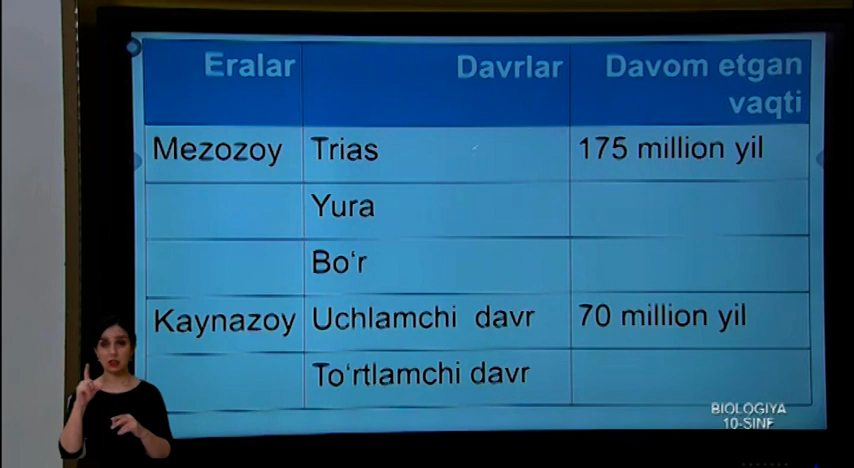 Eralar Davrlar Davom etgan
vaqti
Mezozoy Trias 175 million yil
Yura
Bo‘r
Kaynazoy Uchlamchi davr 70 million yil
To‘rtlamchi davr
BIOLOGIYA
10-SINF